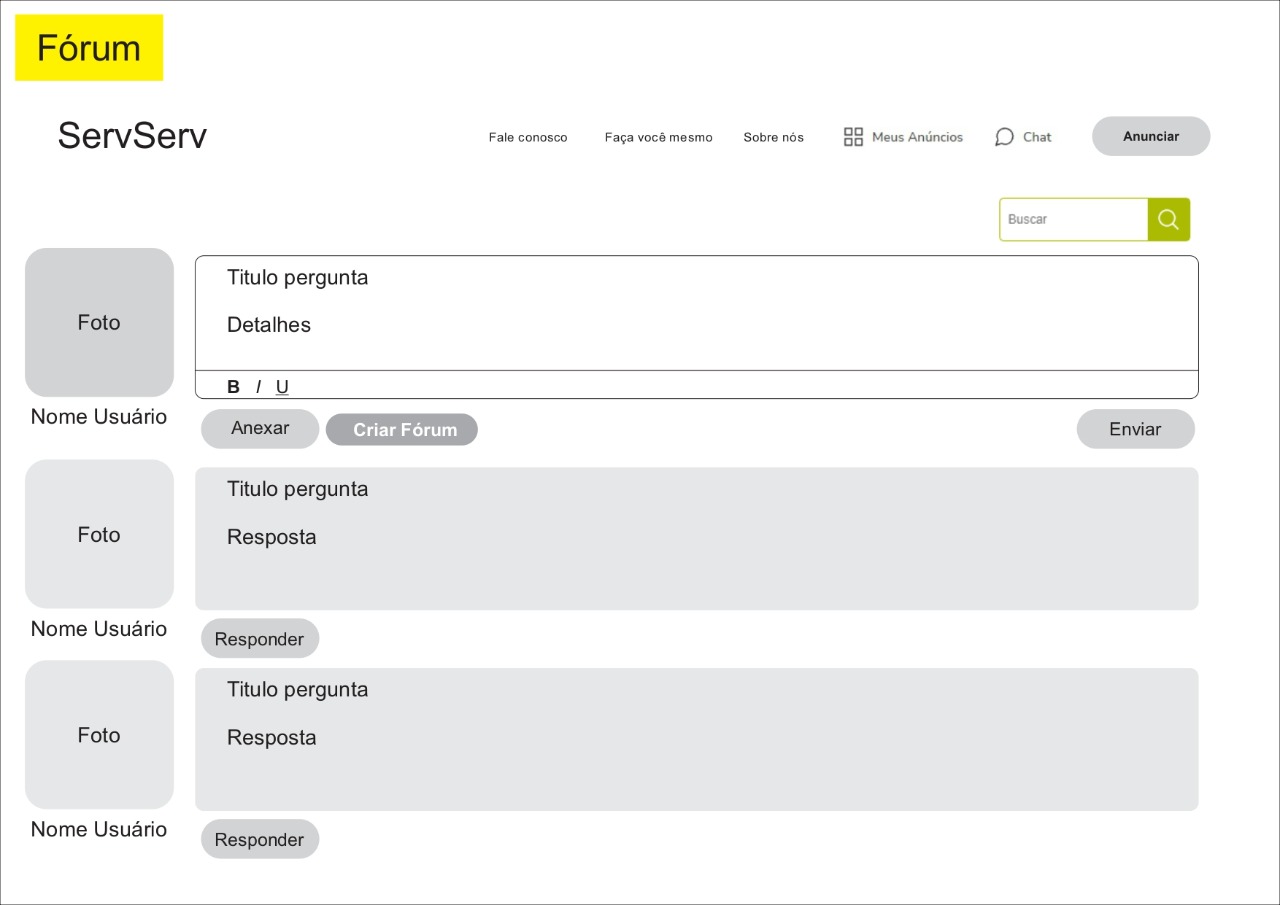 Fórum
ServServ
Fale conosco
Faça você mesmo
Sobre nós
Meus Anúncios
Chat
Anunciar
Buscar
Foto
Nome Usuário
Titulo pergunta
Detalhes
B I U
Anexar
Criar Fórum
Enviar
Foto
Nome Usuário
Titulo pergunta
Resposta
Responder
Foto
Nome Usuário
Titulo pergunta
Resposta
Responder